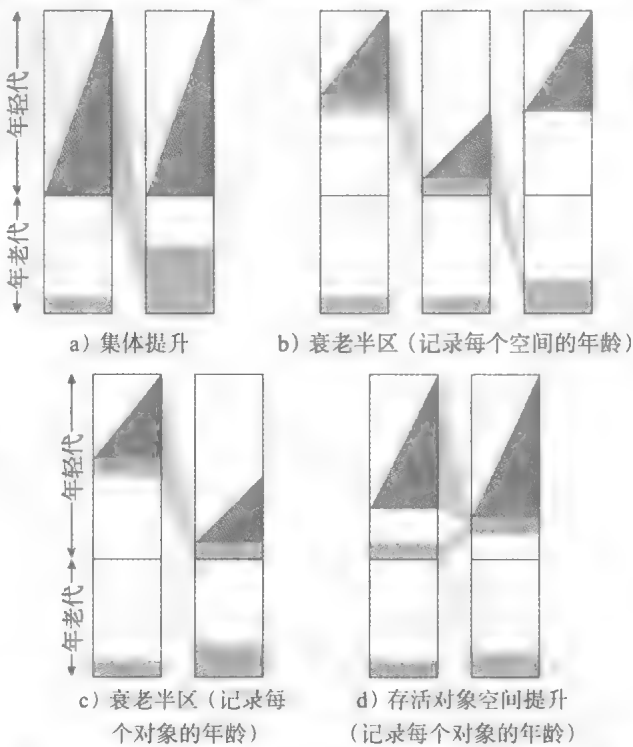 年轻代
年老代
a）集体提升
b）衰老半区（记录每个空间的年龄）
年轻代
年老代
c）衰老半区（记录每
个对象的年龄）
d）存活对象空间提升
（记录每个对象的年龄）